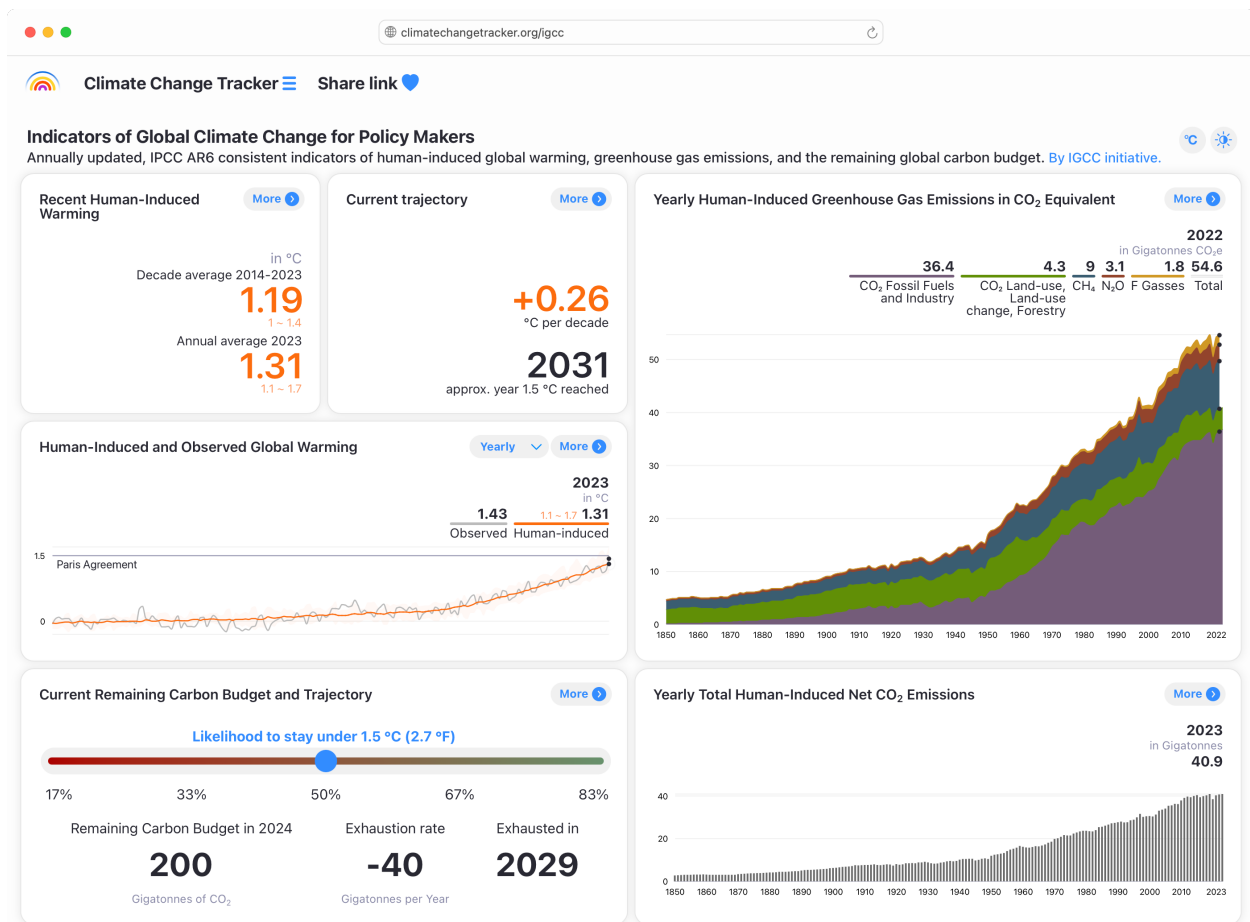 climatechangetracker.org/igcc
Climate Change Tracker
Share link
Indicators of Global Climate Change for Policy Makers
Annually updated, IPCC AR6 consistent indicators of human-induced global warming, greenhouse gas emissions, and the remaining global carbon budget. By IGCC initiative.
°C
Recent Human-Induced
Warming
More
in °C
Decade average 2014-2023
1.19
1 ~ 1.4
Annual average 2023
1.31
1.1 ~ 1.7
Current trajectory
More
+0.26
°C per decade
2031
approx. year 1.5 °C reached
Yearly Human-Induced Greenhouse Gas Emissions in CO₂ Equivalent
More
2022
in Gigatonnes CO₂e
36.4 4.3 9 3.1 1.8 54.6
CO₂ Fossil Fuels
and Industry
CO₂ Land-use,
Land-use
change, Forestry
CH₄
N₂O
F Gasses
Total
50
40
30
20
10
0
1850 1860 1870 1880 1890 1900 1910 1920 1930 1940 1950 1960 1970 1980 1990 2000 2010 2022
Human-Induced and Observed Global Warming
Yearly
More
2023
in °C
1.43 1.1 ~ 1.7 1.31
Observed Human-induced
1.5
Paris Agreement
0
Current Remaining Carbon Budget and Trajectory
More
Likelihood to stay under 1.5 °C (2.7 °F)
17% 33% 50% 67% 83%
Remaining Carbon Budget in 2024
200
Gigatonnes of CO₂
Exhaustion rate
-40
Gigatonnes per Year
Exhausted in
2029
Yearly Total Human-Induced Net CO₂ Emissions
More
2023
in Gigatonnes
40.9
40
20
0
1850 1860 1870 1880 1890 1900 1910 1920 1930 1940 1950 1960 1970 1980 1990 2000 2010 2023